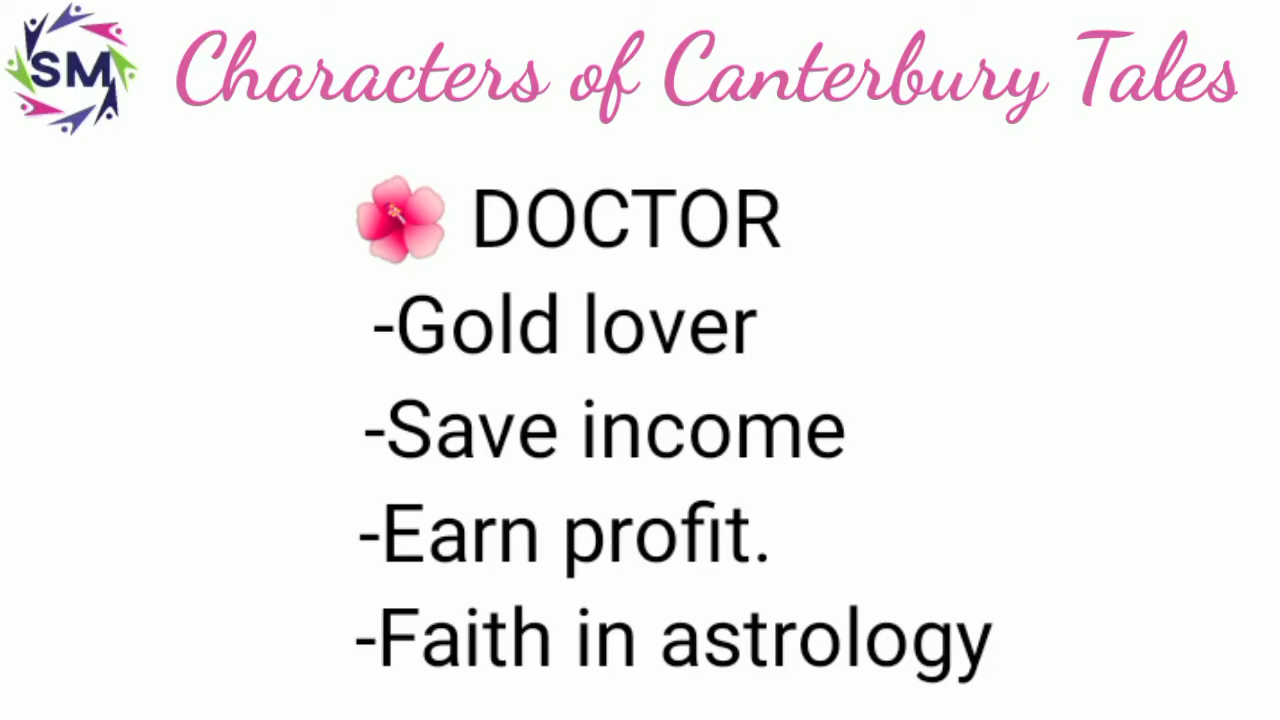 SM
Characters of Canterbury Tales
🌺 DOCTOR
-Gold lover
-Save income
-Earn profit.
-Faith in astrology